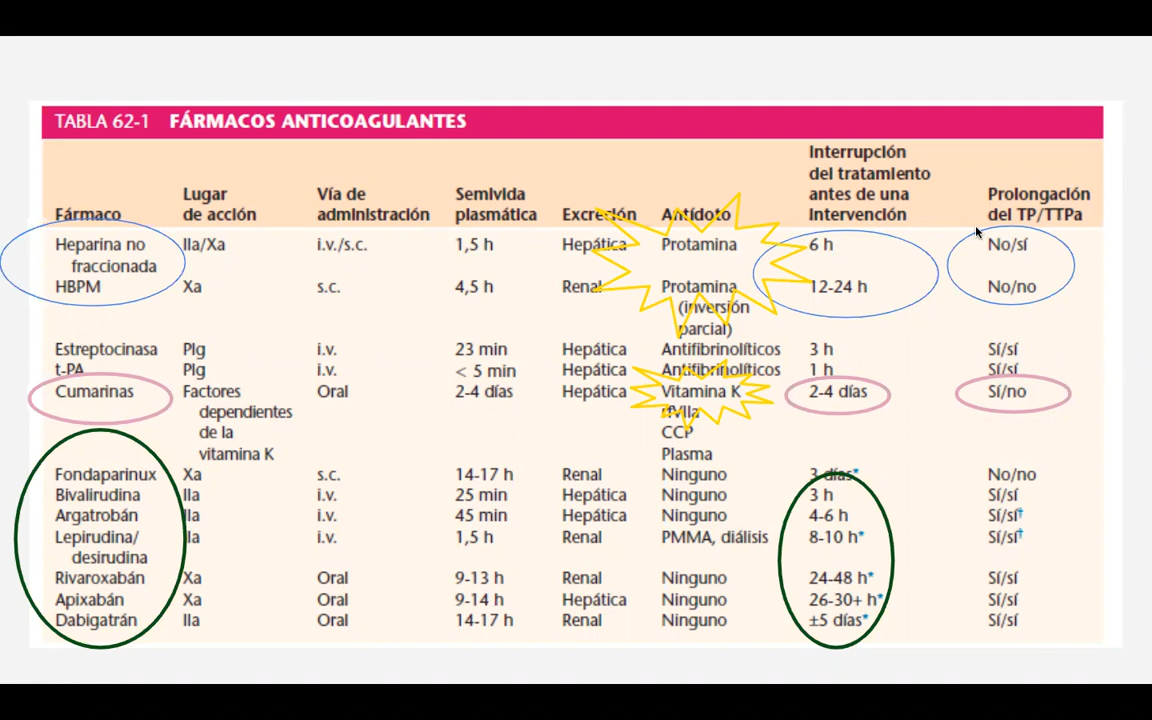 TABLA 62-1 FÁRMACOS ANTICOAGULANTES
Fármaco Lugar de acción Vía de administración Semivida plasmática Excreción Antídoto Interrupción del tratamiento antes de una intervención Prolongación del TP/TTPa
Heparina no fraccionada IIa/Xa i.v./s.c. 1,5 h Hepática Protamina 6 h No/sí
HBPM Xa s.c. 4,5 h Renal Protamina (inversión parcial) 12-24 h No/no
Estreptocinasa Plg i.v. 23 min Hepática Antifibrinolíticos 3 h Sí/sí
t-PA Plg i.v. < 5 min Hepática Antifibrinolíticos 1 h Sí/sí
Cumarinas Factores dependientes de la vitamina K Oral 2-4 días Hepática Vitamina K rfVIIa CCP Plasma 2-4 días Sí/no
Fondaparinux Xa s.c. 14-17 h Renal Ninguno 3 días* No/no
Bivalirudina IIa i.v. 25 min Hepática Ninguno 3 h Sí/sí
Argatrobán IIa i.v. 45 min Hepática Ninguno 4-6 h Sí/sí†
Lepirudina/desirudina IIa i.v. 1,5 h Renal PMMA, diálisis 8-10 h* Sí/sí†
Rivaroxabán Xa Oral 9-13 h Renal Ninguno 24-48 h* Sí/sí
Apixabán Xa Oral 9-14 h Hepática Ninguno 26-30+ h* Sí/sí
Dabigatrán IIa Oral 14-17 h Renal Ninguno ±5 días* Sí/sí